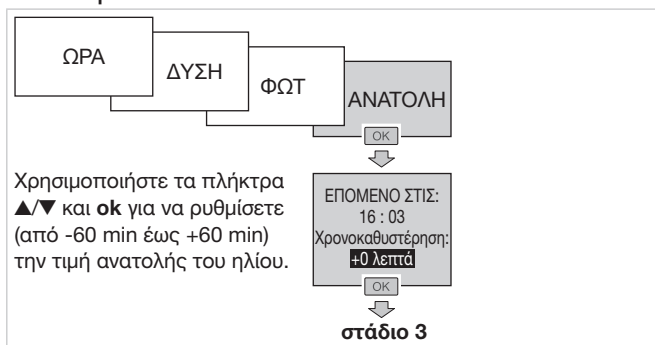 ΩΡΑ
ΔΥΣΗ
ΦΩΤ
ΑΝΑΤΟΛΗ
OK
Χρησιμοποιήστε τα πλήκτρα
▲/▼ και ok για να ρυθμίσετε
(από -60 min έως +60 min)
την τιμή ανατολής του ηλίου.
ΕΠΟΜΕΝΟ ΣΤΙΣ:
16 : 03
Χρονοκαθυστέρηση:
+0 λεπτά
OK
στάδιο 3